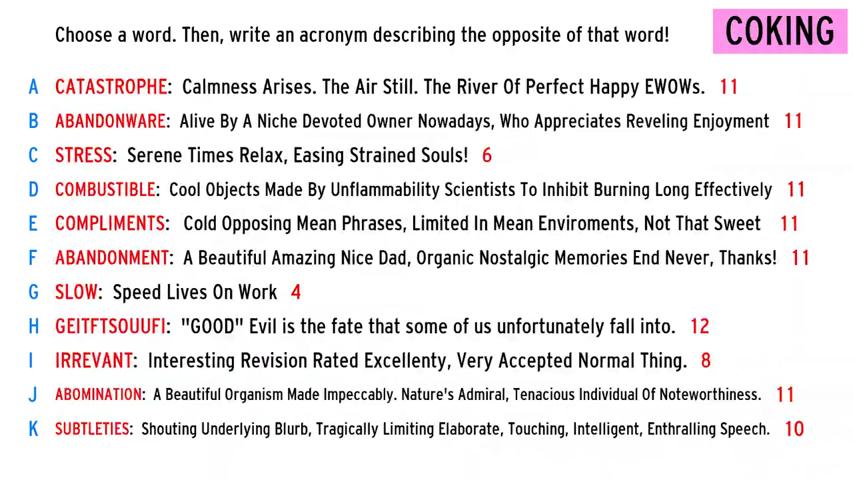 Choose a word. Then, write an acronym describing the opposite of that word! COKING
A CATASTROPHE: Calmness Arises. The Air Still. The River Of Perfect Happy EWOWs. 11
B ABANDONWARE: Alive By A Niche Devoted Owner Nowadays, Who Appreciates Reveling Enjoyment 11
C STRESS: Serene Times Relax, Easing Strained Souls! 6
D COMBUSTIBLE: Cool Objects Made By Unflammability Scientists To Inhibit Burning Long Effectively 11
E COMPLIMENTS: Cold Opposing Mean Phrases, Limited In Mean Enviroments, Not That Sweet 11
F ABANDONMENT: A Beautiful Amazing Nice Dad, Organic Nostalgic Memories End Never, Thanks! 11
G SLOW: Speed Lives On Work 4
H GEITFTSOUUFI: "GOOD" Evil is the fate that some of us unfortunately fall into. 12
I IRREVANT: Interesting Revision Rated Excellenty, Very Accepted Normal Thing. 8
J ABOMINATION: A Beautiful Organism Made Impeccably. Nature's Admiral, Tenacious Individual Of Noteworthiness. 11
K SUBTLETIES: Shouting Underlying Blurb, Tragically Limiting Elaborate, Touching, Intelligent, Enthralling Speech. 10